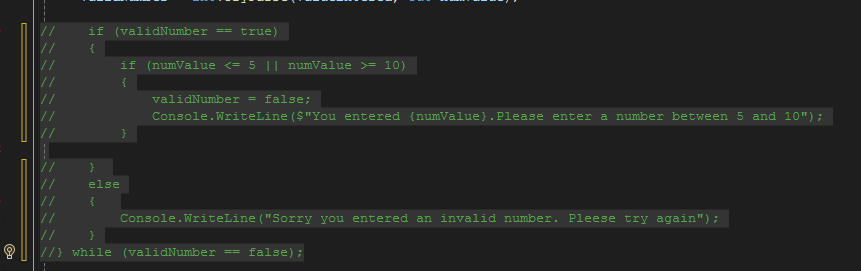 //    if (validNumber == true)
//    {
//        if (numValue <= 5 || numValue >= 10)
//        {
//            validNumber = false;
//            Console.WriteLine($"You entered {numValue}.Please enter a number between 5 and 10");
//        }
//    }
//    else
//    {
//        Console.WriteLine("Sorry you entered an invalid number. Pleese try again");
//    }
//} while (validNumber == false);